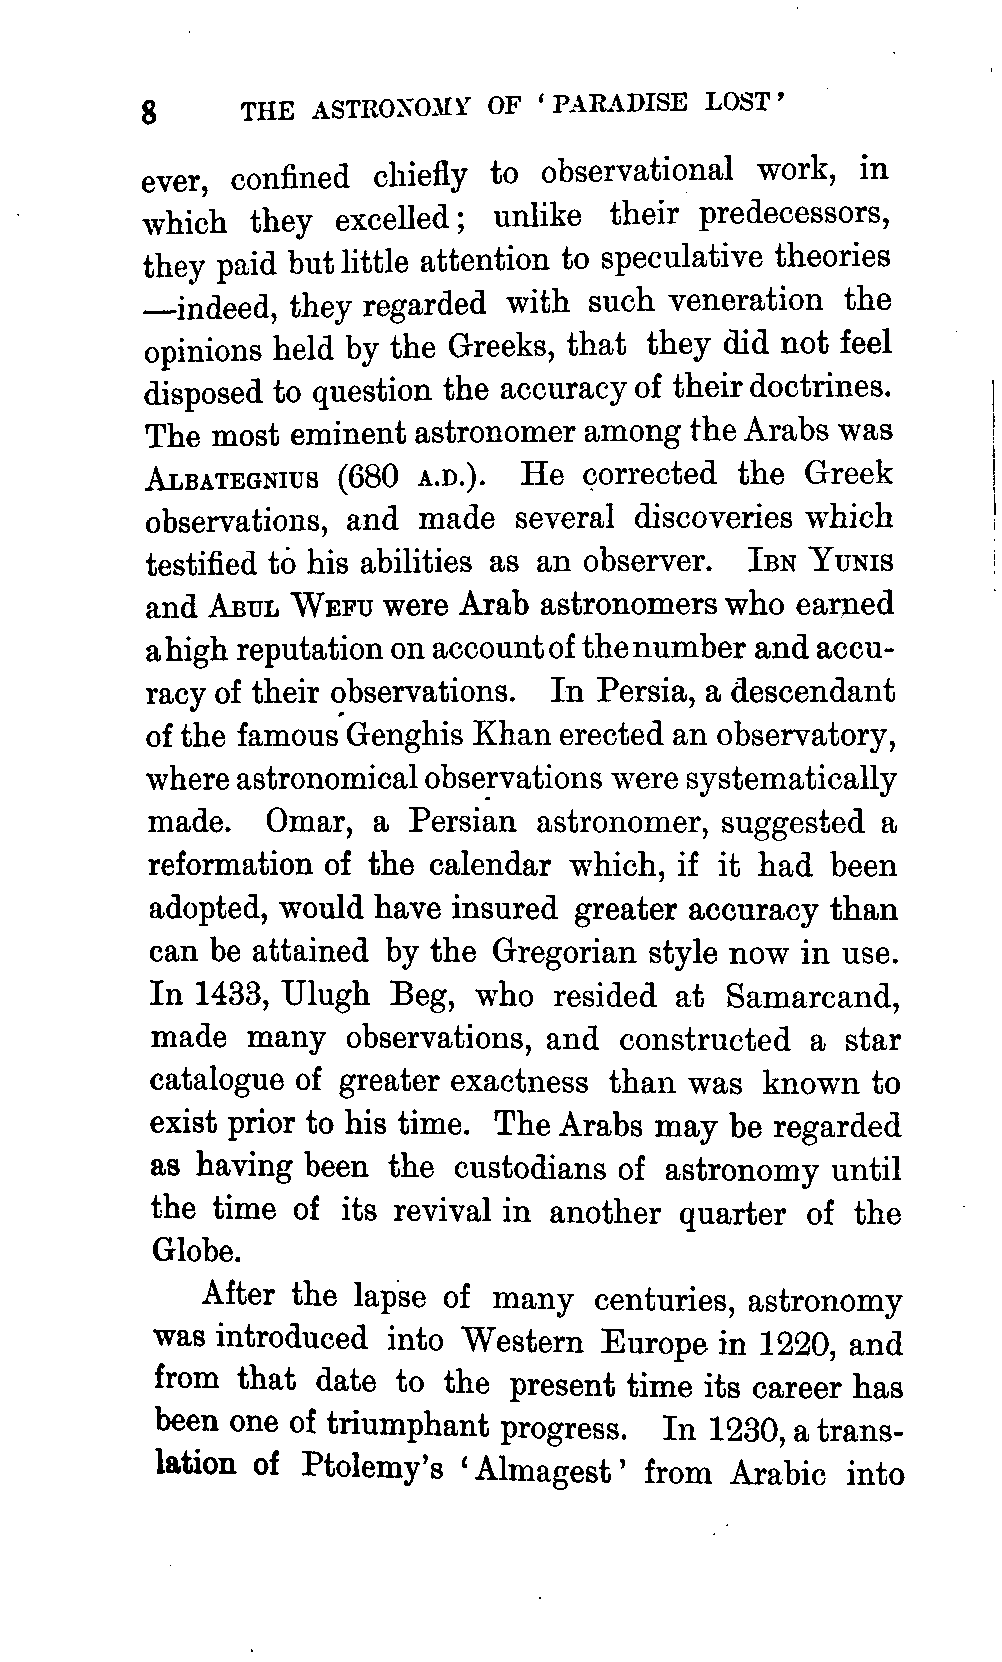 8 THE ASTRONOMY OF ‘PARADISE LOST’
ever, confined chiefly to observational work, in
which they excelled; unlike their predecessors,
they paid but little attention to speculative theories
—indeed, they regarded with such veneration the
opinions held by the Greeks, that they did not feel
disposed to question the accuracy of their doctrines.
The most eminent astronomer among the Arabs was
ALBATEGNIUS (680 A.D.). He corrected the Greek
observations, and made several discoveries which
testified to his abilities as an observer. IBN YUNIS
and ABUL WEFU were Arab astronomers who earned
a high reputation on account of the number and accu-
racy of their observations. In Persia, a descendant
of the famous Genghis Khan erected an observatory,
where astronomical observations were systematically
made. Omar, a Persian astronomer, suggested a
reformation of the calendar which, if it had been
adopted, would have insured greater accuracy than
can be attained by the Gregorian style now in use.
In 1433, Ulugh Beg, who resided at Samarcand,
made many observations, and constructed a star
catalogue of greater exactness than was known to
exist prior to his time. The Arabs may be regarded
as having been the custodians of astronomy until
the time of its revival in another quarter of the
Globe.
After the lapse of many centuries, astronomy
was introduced into Western Europe in 1220, and
from that date to the present time its career has
been one of triumphant progress. In 1230, a trans-
lation of Ptolemy’s ‘Almagest’ from Arabic into